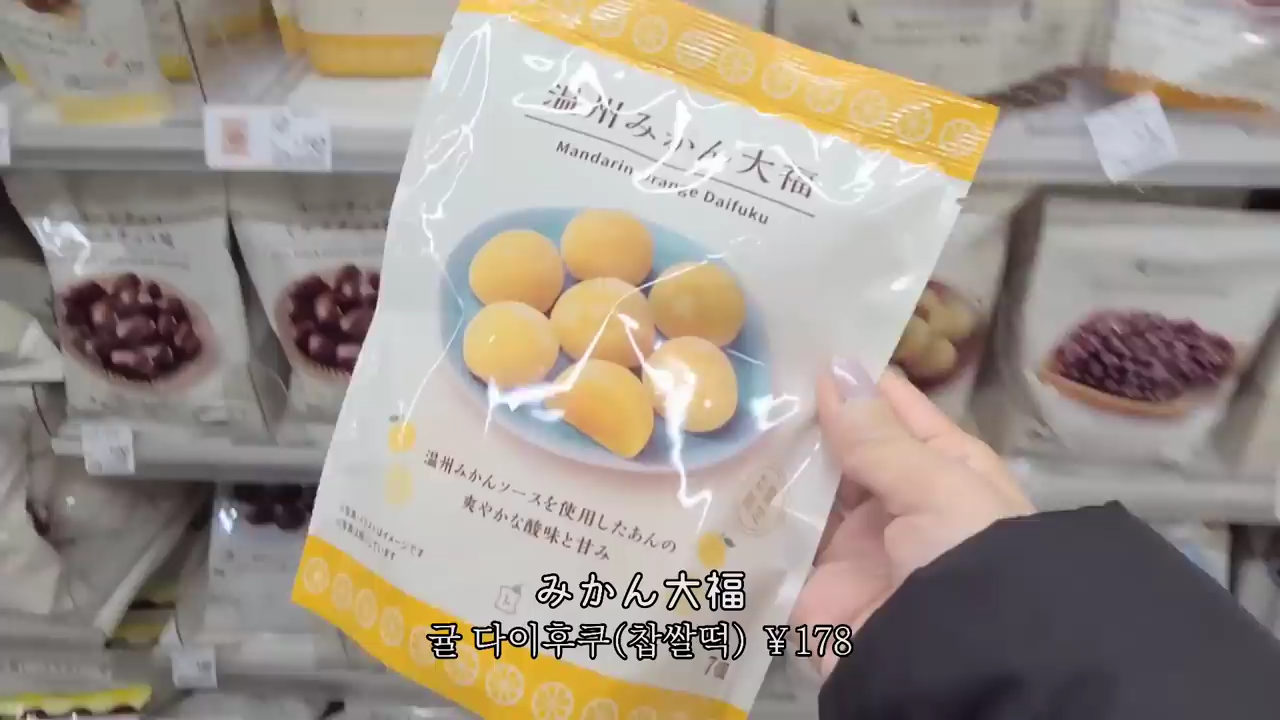 温州みかん大福
Mandarin Orange Daifuku
温州みかんソースを使用したあんの
爽やかな酸味と甘み
7個
みかん大福
귤 다이후쿠(찹쌀떡) ¥178